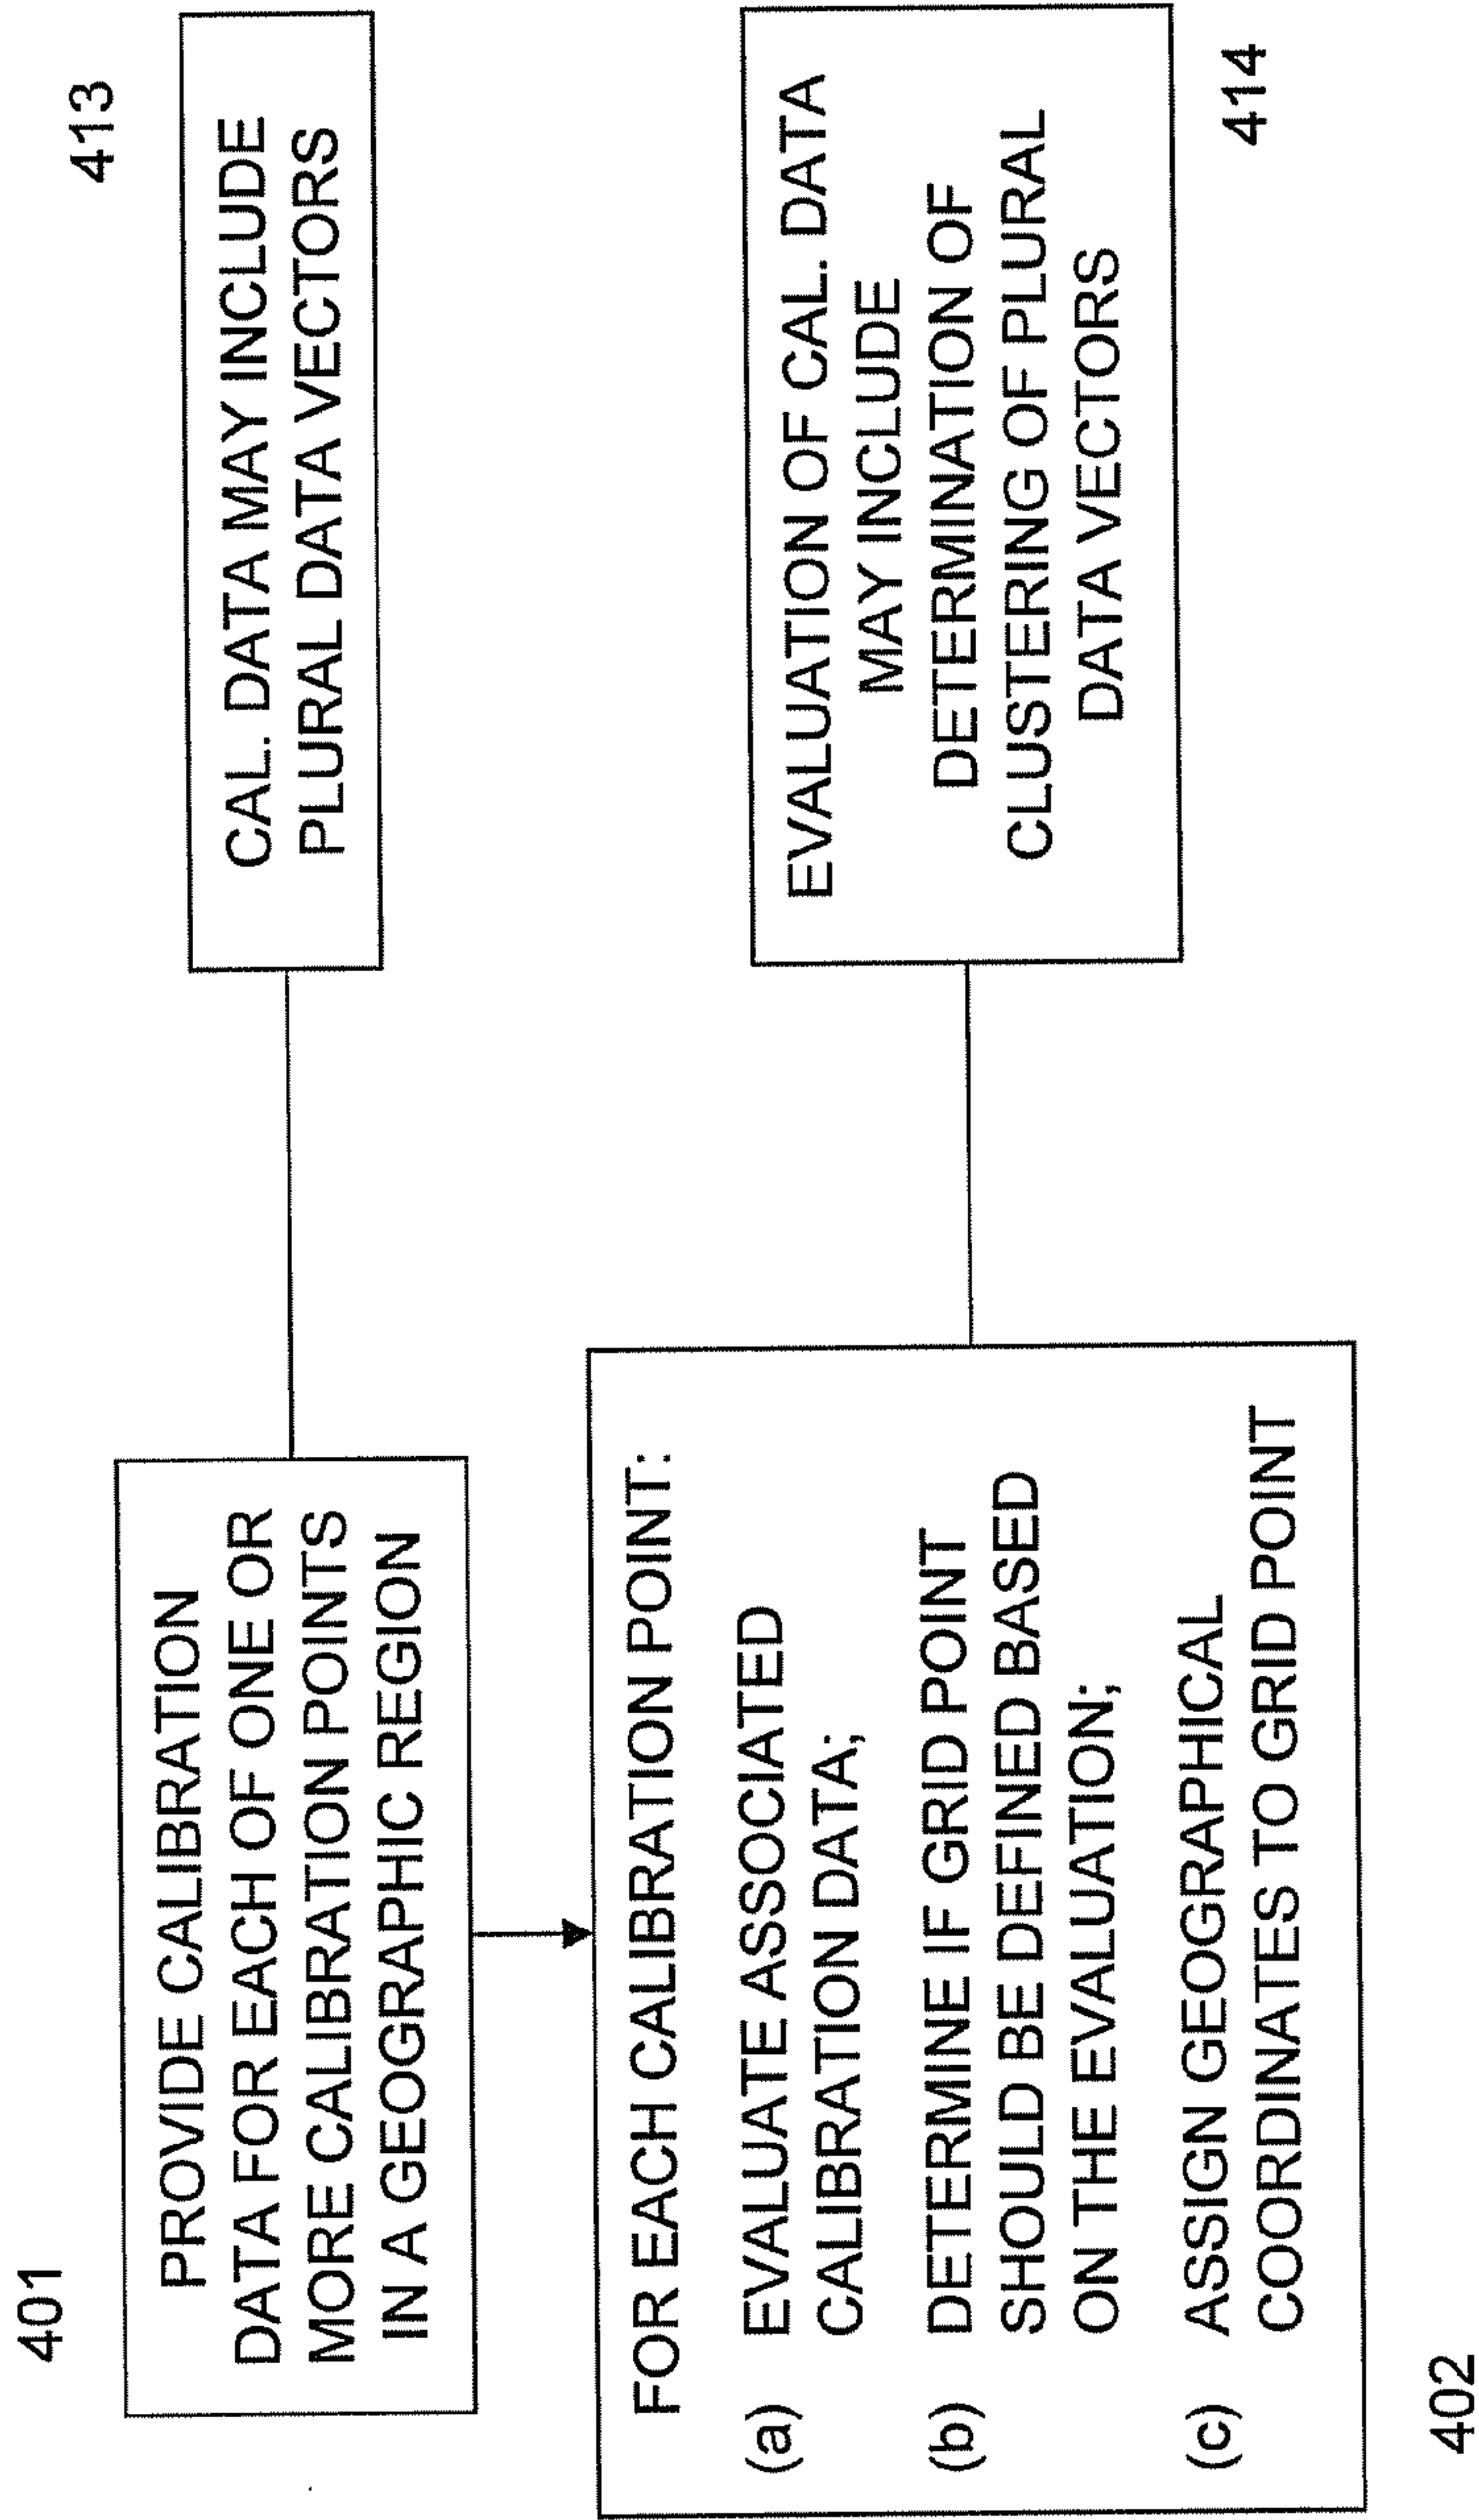 401
PROVIDE CALIBRATION
DATA FOR EACH OF ONE OR
MORE CALIBRATION POINTS
IN A GEOGRAPHIC REGION
413
CAL. DATA MAY INCLUDE
PLURAL DATA VECTORS
FOR EACH CALIBRATION POINT:
(a) EVALUATE ASSOCIATED
CALIBRATION DATA;
(b) DETERMINE IF GRID POINT
SHOULD BE DEFINED BASED
ON THE EVALUATION;
(c) ASSIGN GEOGRAPHICAL
COORDINATES TO GRID POINT
402
EVALUATION OF CAL. DATA
MAY INCLUDE
DETERMINATION OF
CLUSTERING OF PLURAL
DATA VECTORS
414